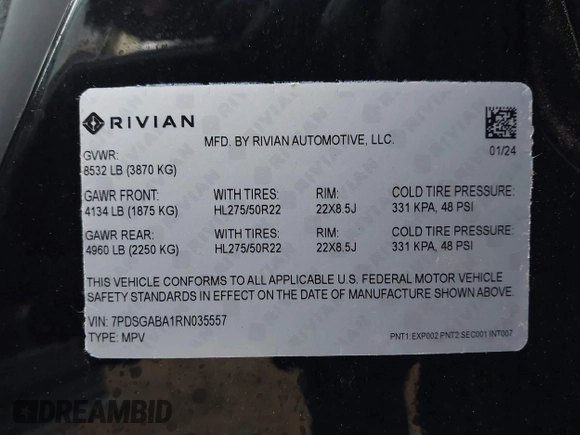 RIVIAN
MFD. BY RIVIAN AUTOMOTIVE, LLC.
01/24
GVWR:
8532 LB (3870 KG)
GAWR FRONT: WITH TIRES: RIM: COLD TIRE PRESSURE:
4134 LB (1875 KG) HL275/50R22 22X8.5J 331 KPA, 48 PSI
GAWR REAR: WITH TIRES: RIM: COLD TIRE PRESSURE:
4960 LB (2250 KG) HL275/50R22 22X8.5J 331 KPA, 48 PSI
THIS VEHICLE CONFORMS TO ALL APPLICABLE U.S. FEDERAL MOTOR VEHICLE
SAFETY STANDARDS IN EFFECT ON THE DATE OF MANUFACTURE SHOWN ABOVE.
VIN: 7PDSGABA1RN035557
TYPE: MPV
PNT1:EXP002 PNT2:SEC001 INT007
DREAMBID